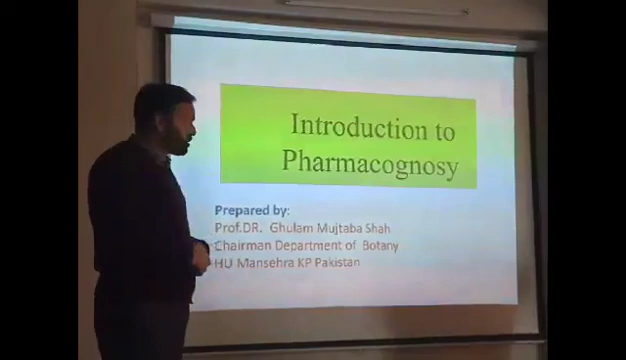 Introduction to
Pharmacognosy
Prepared by:
Prof.DR. Ghulam Mujtaba Shah
Chairman Department of Botany
HU Mansehra KP Pakistan